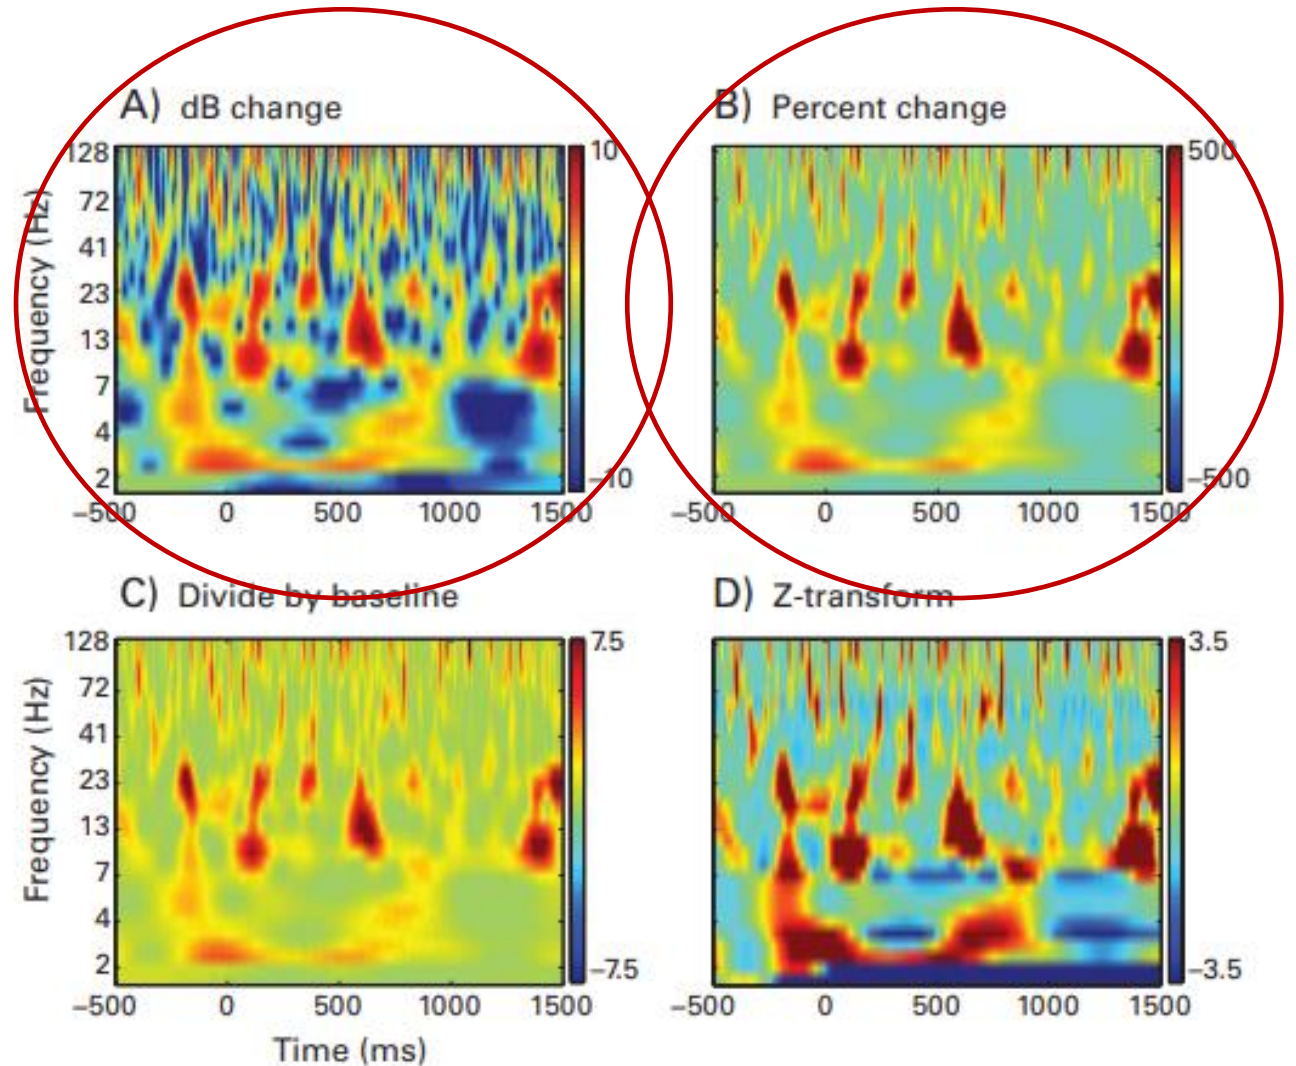 A) dB change
128
72
41
23
13
7
4
2
Frequency (Hz)
−500 0 500 1000 1500
10
−10
B) Percent change
−500 0 500 1000 1500
500
−500
C) Divide by baseline
128
72
41
23
13
7
4
2
Frequency (Hz)
−500 0 500 1000 1500
Time (ms)
7.5
−7.5
D) Z-transform
−500 0 500 1000 1500
3.5
−3.5